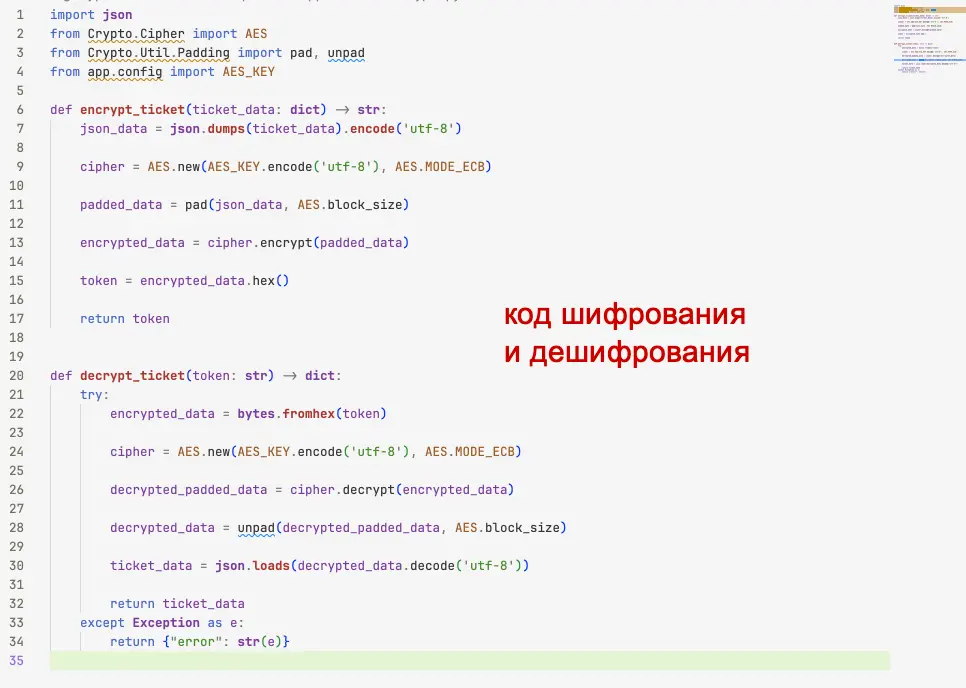 1 import json
2 from Crypto.Cipher import AES
3 from Crypto.Util.Padding import pad, unpad
4 from app.config import AES_KEY
5
6 def encrypt_ticket(ticket_data: dict) → str:
7 json_data = json.dumps(ticket_data).encode('utf-8')
8
9 cipher = AES.new(AES_KEY.encode('utf-8'), AES.MODE_ECB)
10
11 padded_data = pad(json_data, AES.block_size)
12
13 encrypted_data = cipher.encrypt(padded_data)
14
15 token = encrypted_data.hex()
16
17 return token
18
19
код шифрования
и дешифрования
20 def decrypt_ticket(token: str) → dict:
21 try:
22 encrypted_data = bytes.fromhex(token)
23
24 cipher = AES.new(AES_KEY.encode('utf-8'), AES.MODE_ECB)
25
26 decrypted_padded_data = cipher.decrypt(encrypted_data)
27
28 decrypted_data = unpad(decrypted_padded_data, AES.block_size)
29
30 ticket_data = json.loads(decrypted_data.decode('utf-8'))
31
32 return ticket_data
33 except Exception as e:
34 return {"error": str(e)}
35